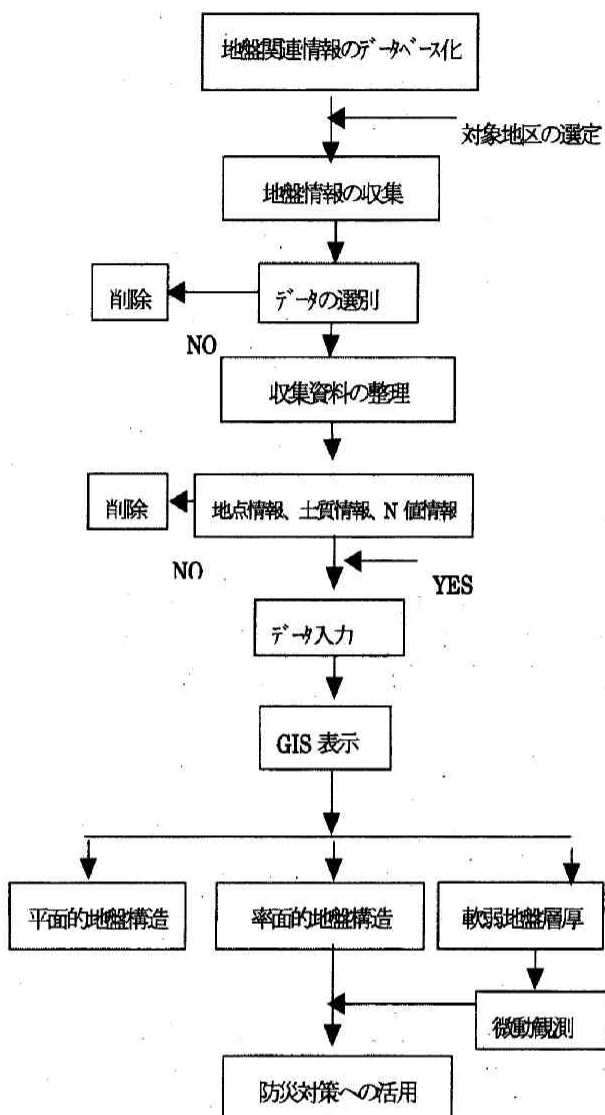 地盤関連情報のデータベース化
対象地区の選定
地盤情報の収集
削除
データの選別
NO
収集資料の整理
削除
地点情報、土質情報、N 値情報
NO
YES
データ入力
GIS 表示
平面的地盤構造
率面的地盤構造
軟弱地盤層厚
微動観測
防災対策への活用